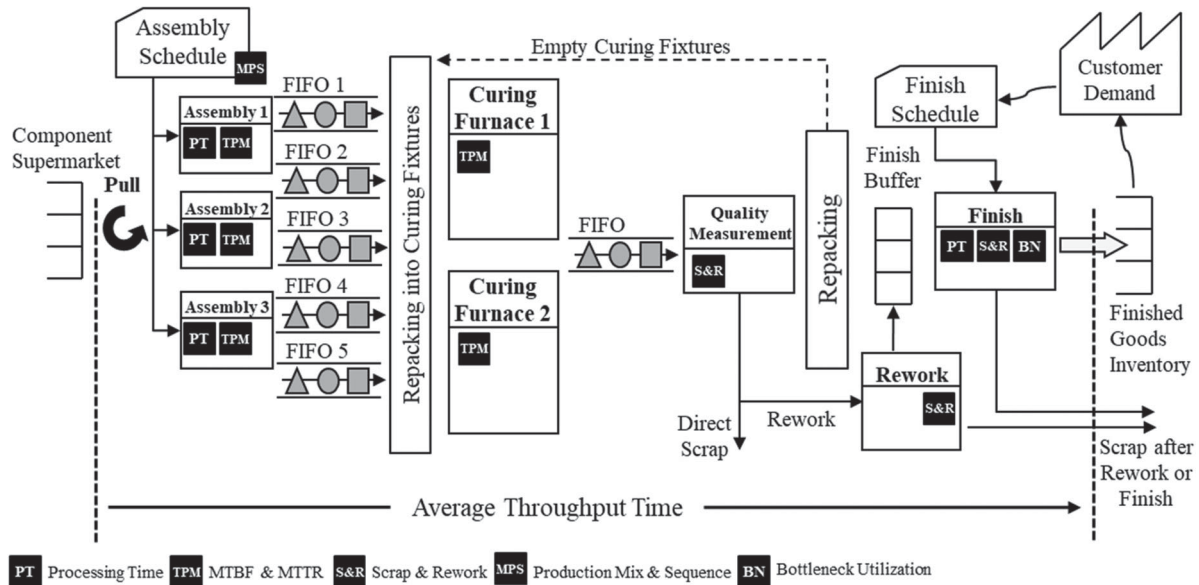 Assembly
Schedule
MPS
Component
Supermarket
Pull
Assembly 1
PT TPM
Assembly 2
PT TPM
Assembly 3
PT TPM
FIFO 1
FIFO 2
FIFO 3
FIFO 4
FIFO 5
Repacking into Curing Fixtures
Empty Curing Fixtures
Curing
Furnace 1
TPM
Curing
Furnace 2
TPM
FIFO
Quality
Measurement
S&R
Direct
Scrap
Rework
Repacking
Rework
S&R
Finish
Buffer
Finish
Schedule
Customer
Demand
Finish
PT S&R BN
Finished
Goods
Inventory
Scrap after
Rework or
Finish
Average Throughput Time
PT Processing Time TPM MTBF & MTTR S&R Scrap & Rework MPS Production Mix & Sequence BN Bottleneck Utilization